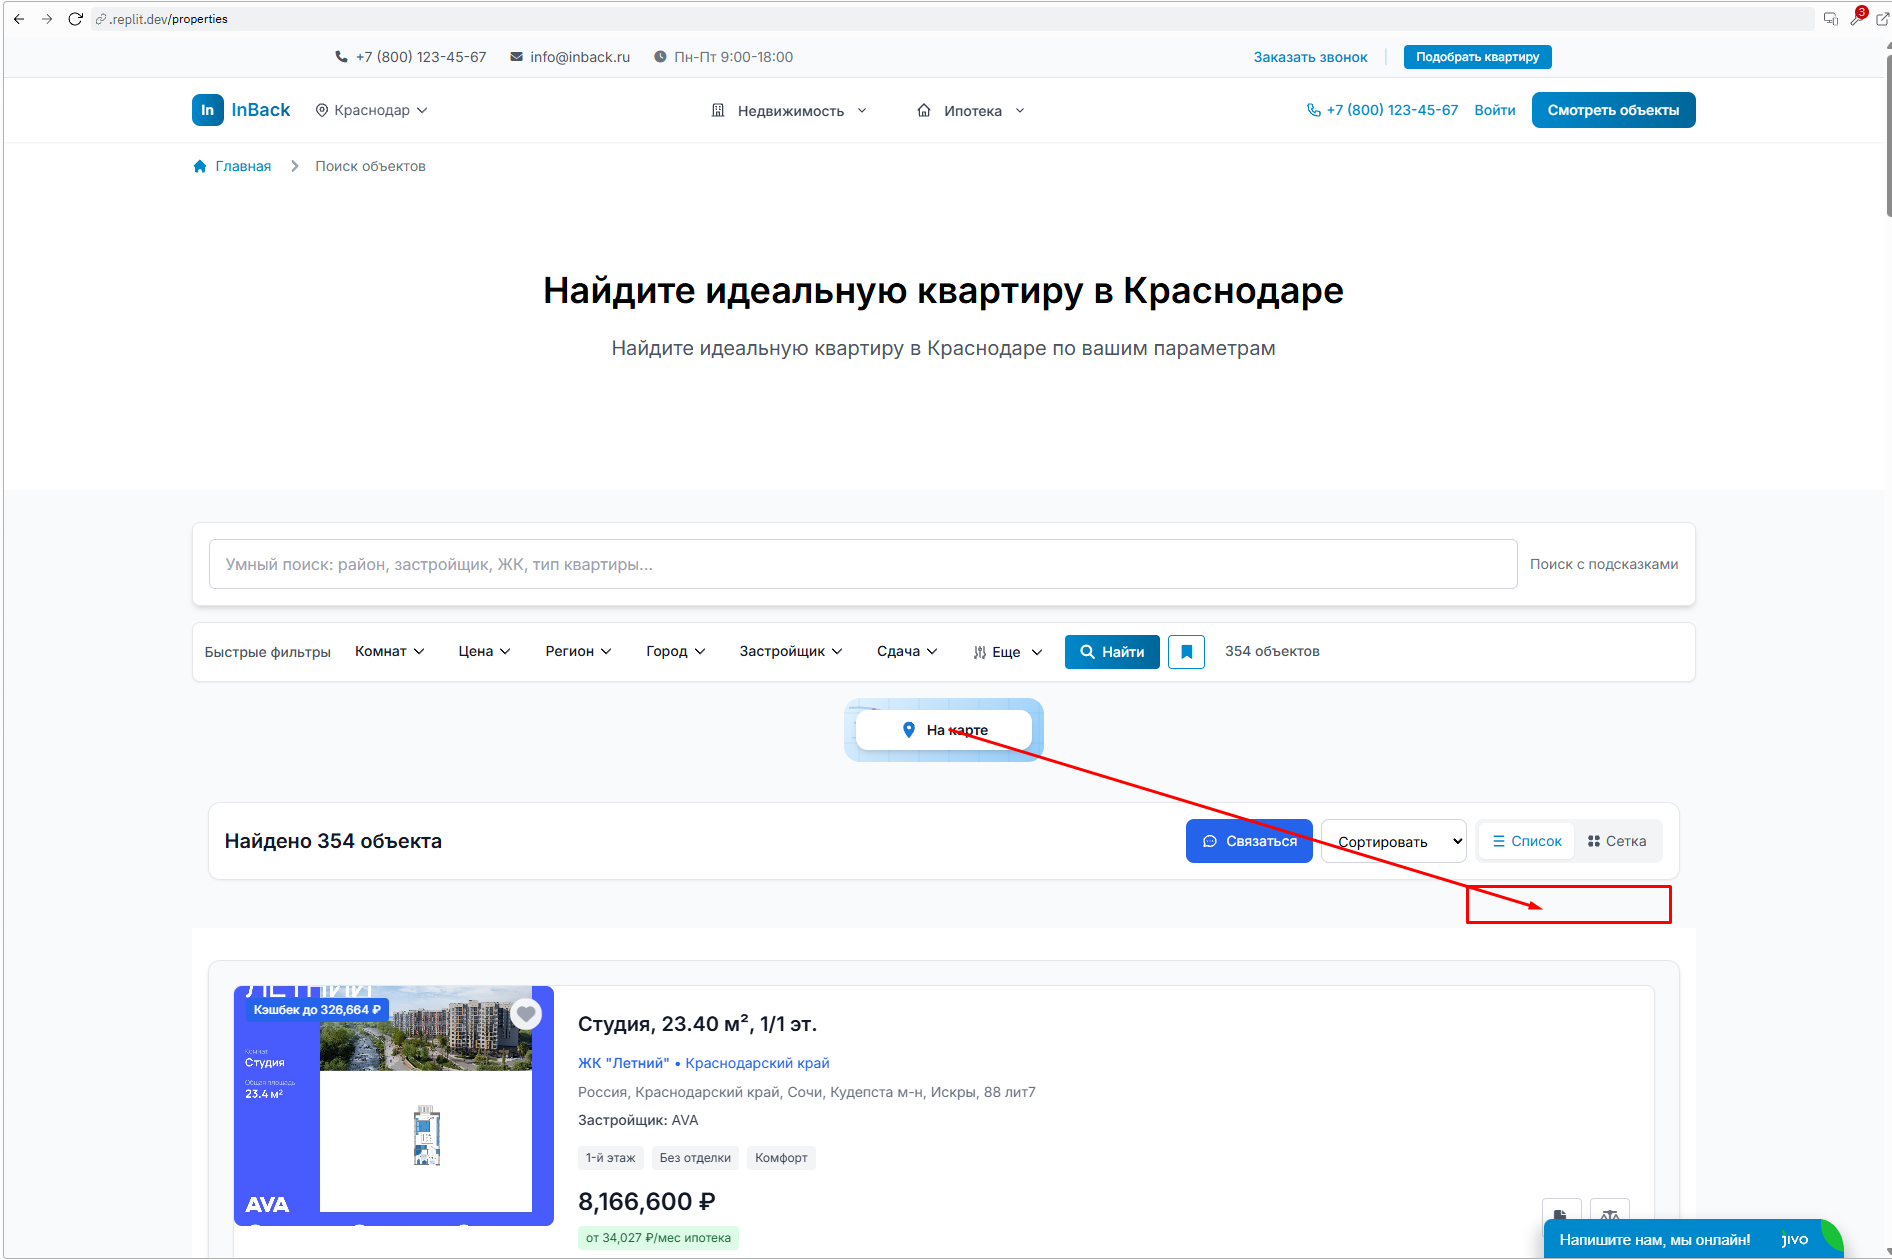 .replit.dev/properties
3
+7 (800) 123-45-67 info@inback.ru Пн-Пт 9:00-18:00 Заказать звонок Подобрать квартиру
In InBack Краснодар Недвижимость Ипотека +7 (800) 123-45-67 Войти Смотреть объекты
Главная Поиск объектов
Найдите идеальную квартиру в Краснодаре
Найдите идеальную квартиру в Краснодаре по вашим параметрам
Умный поиск: район, застройщик, ЖК, тип квартиры... Поиск с подсказками
Быстрые фильтры Комнат Цена Регион Город Застройщик Сдача Еще Найти 354 объектов
На карте
Найдено 354 объекта Связаться Сортировать Список Сетка
ЛЕТНИЙ
Кэшбек до 326,664 ₽
Комнат
Студия
Общая площадь
23.4 м²
AVA
Студия, 23.40 м², 1/1 эт.
ЖК "Летний" • Краснодарский край
Россия, Краснодарский край, Сочи, Кудепста м-н, Искры, 88 лит7
Застройщик: AVA
1-й этаж Без отделки Комфорт
8,166,600 ₽
от 34,027 ₽/мес ипотека
Напишите нам, мы онлайн! jivo